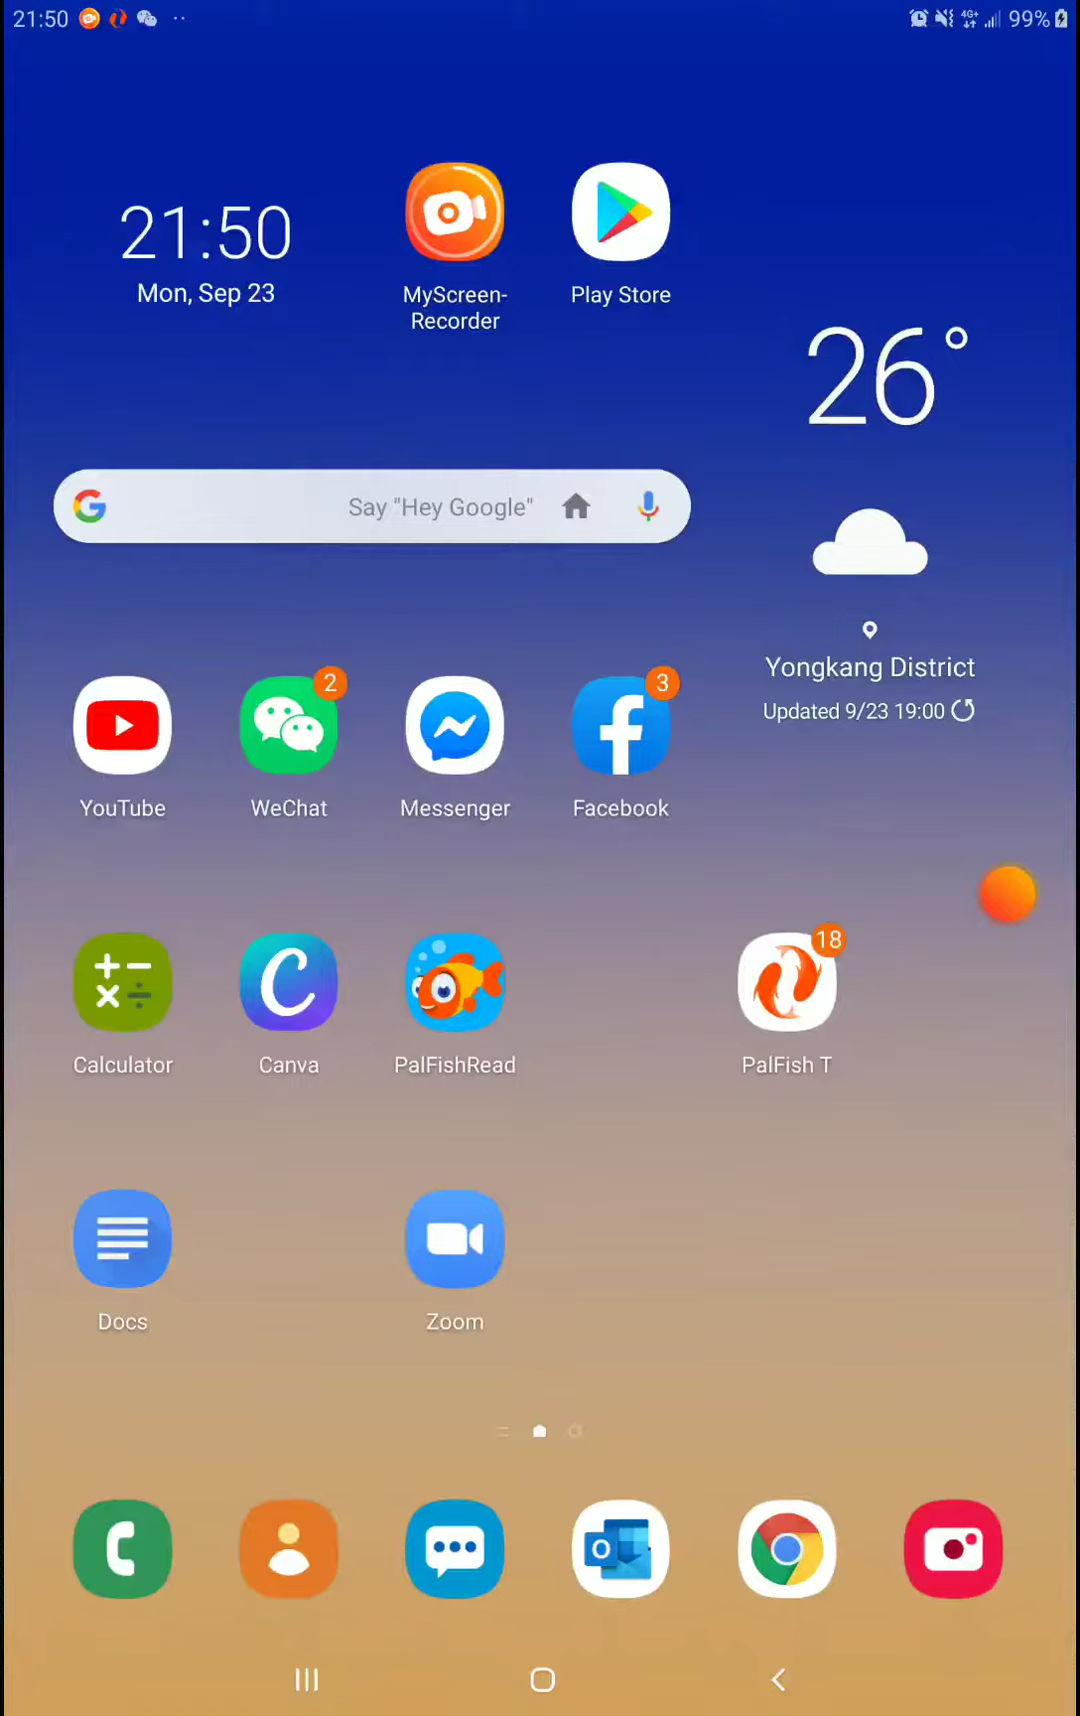 21:50
4G+
99%
21:50
Mon, Sep 23
MyScreen-
Recorder
Play Store
26°
Say "Hey Google"
Yongkang District
Updated 9/23 19:00
2
3
YouTube
WeChat
Messenger
Facebook
18
Calculator
Canva
PalFishRead
PalFish T
Docs
Zoom